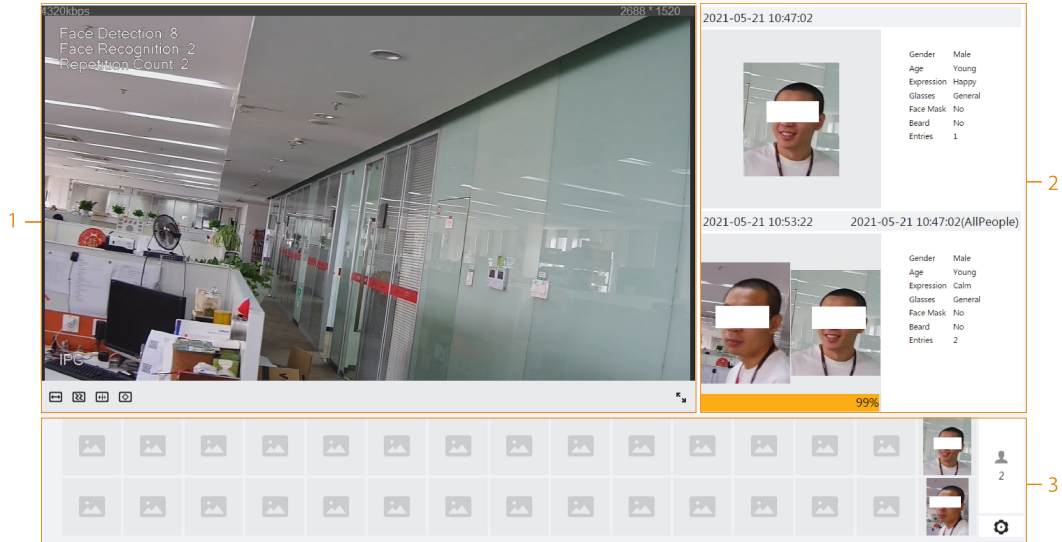 4320kbps 2688 * 1520
Face Detection: 8
Face Recognition: 2
Repetition Count: 2
IPC
1
2021-05-21 10:47:02
Gender Male
Age Young
Expression Happy
Glasses General
Face Mask No
Beard No
Entries 1
2
2021-05-21 10:53:22 2021-05-21 10:47:02(AllPeople)
Gender Male
Age Young
Expression Calm
Glasses General
Face Mask No
Beard No
Entries 2
99%
2
3